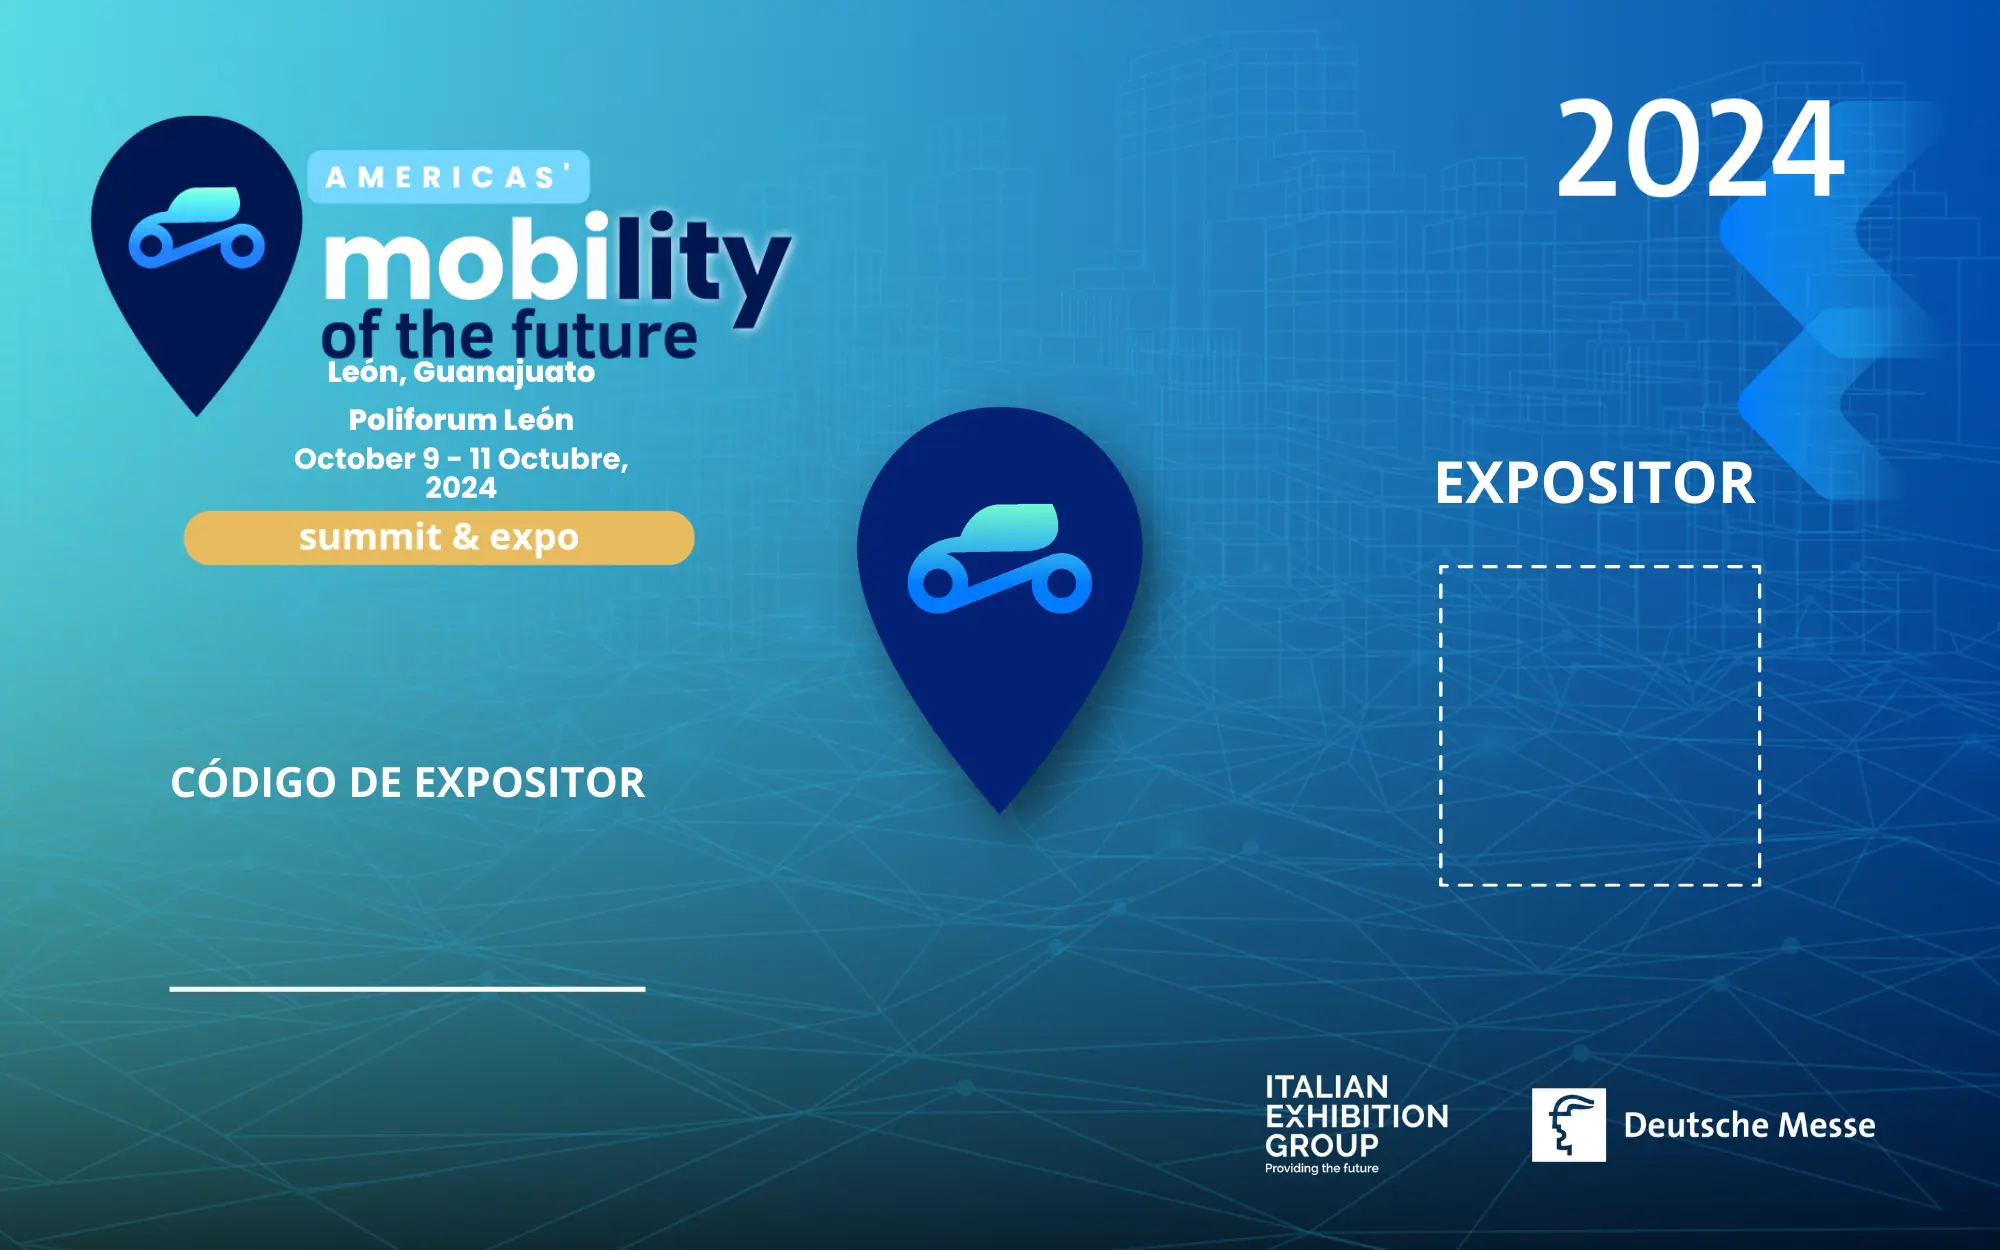 AMERICAS'
mobility
of the future
León, Guanajuato
Poliforum León
October 9 - 11 Octubre,
2024
summit & expo
2024
EXPOSITOR
CÓDIGO DE EXPOSITOR
ITALIAN
EXHIBITION
GROUP
Providing the future
Deutsche Messe